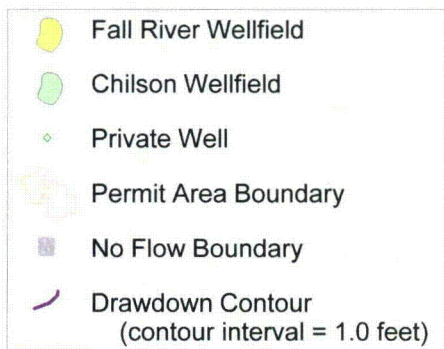 Fall River Wellfield
Chilson Wellfield
Private Well
Permit Area Boundary
No Flow Boundary
Drawdown Contour
(contour interval = 1.0 feet)